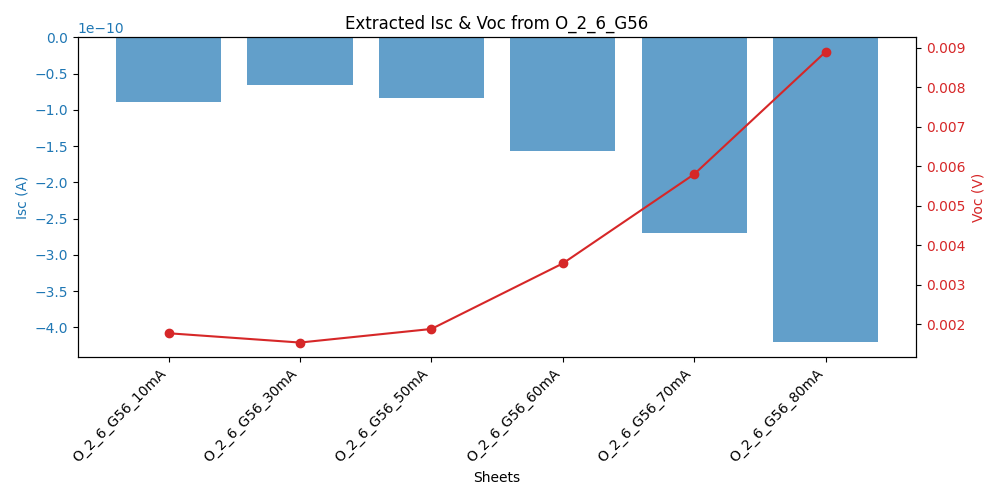 Extracted Isc & Voc from O_2_6_G56
1e−10
0.0
−0.5
−1.0
−1.5
−2.0
−2.5
−3.0
−3.5
−4.0
Isc (A)
0.009
0.008
0.007
0.006
0.005
0.004
0.003
0.002
Voc (V)
O_2_6_G56_10mA
O_2_6_G56_30mA
O_2_6_G56_50mA
O_2_6_G56_60mA
O_2_6_G56_70mA
O_2_6_G56_80mA
Sheets